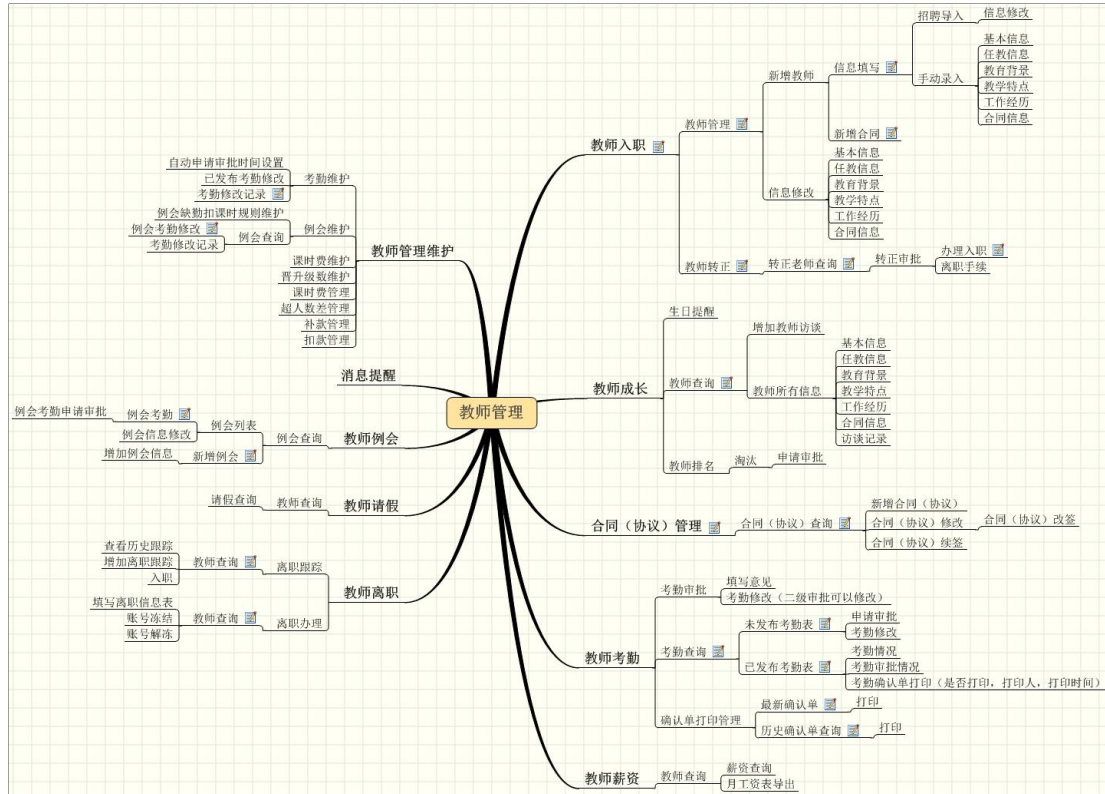 教师管理
教师入职
教师管理
新增教师
信息填写
招聘导入
信息修改
手动录入
基本信息
任教信息
教育背景
教学特点
工作经历
合同信息
新增合同
信息修改
基本信息
任教信息
教育背景
教学特点
工作经历
合同信息
教师转正
转正老师查询
转正审批
办理入职
离职手续
教师成长
生日提醒
教师查询
增加教师访谈
教师所有信息
基本信息
任教信息
教育背景
教学特点
工作经历
合同信息
访谈记录
教师排名
淘汰
申请审批
合同（协议）管理
合同（协议）查询
新增合同（协议）
合同（协议）修改
合同（协议）改签
合同（协议）续签
教师考勤
考勤审批
填写意见
考勤修改（二级审批可以修改）
考勤查询
未发布考勤表
申请审批
考勤修改
已发布考勤表
考勤情况
考勤审批情况
考勤确认单打印（是否打印，打印人，打印时间）
确认单打印管理
最新确认单
打印
历史确认单查询
打印
教师薪资
教师查询
薪资查询
月工资表导出
教师管理维护
考勤维护
自动申请审批时间设置
已发布考勤修改
考勤修改记录
例会维护
例会缺勤扣课时规则维护
例会查询
例会考勤修改
考勤修改记录
课时费维护
晋升级数维护
课时费管理
超人数差管理
补款管理
扣款管理
消息提醒
教师例会
例会查询
例会列表
例会考勤
例会考勤申请审批
例会信息修改
新增例会
增加例会信息
教师请假
教师查询
请假查询
教师离职
离职跟踪
教师查询
查看历史跟踪
增加离职跟踪
入职
离职办理
教师查询
填写离职信息表
账号冻结
账号解冻